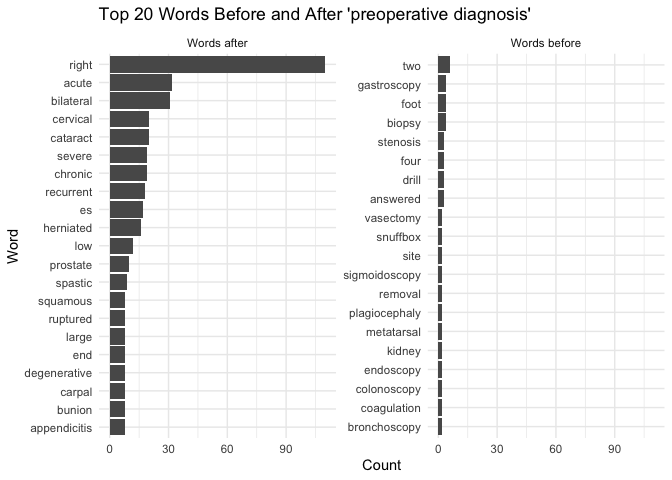 Top 20 Words Before and After 'preoperative diagnosis'
Words after
right
acute
bilateral
cervical
cataract
severe
chronic
recurrent
es
herniated
low
prostate
spastic
squamous
ruptured
large
end
degenerative
carpal
bunion
appendicitis
0 30 60 90
Words before
two
gastroscopy
foot
biopsy
stenosis
four
drill
answered
vasectomy
snuffbox
site
sigmoidoscopy
removal
plagiocephaly
metatarsal
kidney
endoscopy
colonoscopy
coagulation
bronchoscopy
0 30 60 90
Word
Count